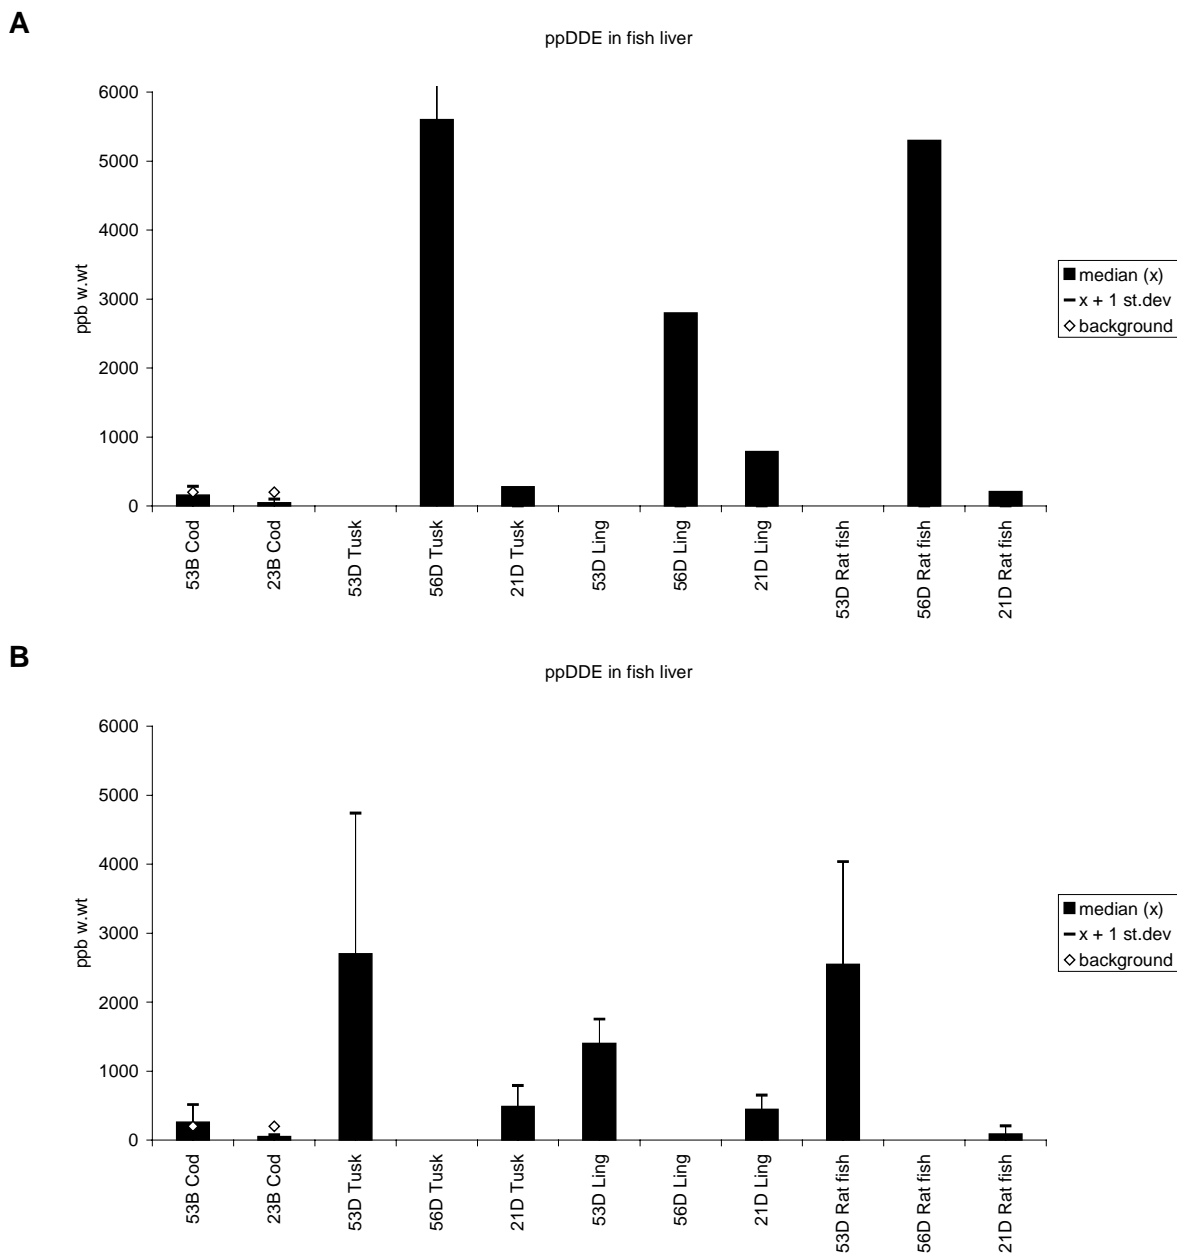 A
ppDDE in fish liver
6000
5000
4000
3000
2000
1000
0
ppb w.wt
53B Cod
23B Cod
53D Tusk
56D Tusk
21D Tusk
53D Ling
56D Ling
21D Ling
53D Rat fish
56D Rat fish
21D Rat fish
median (x)
x + 1 st.dev
background
B
ppDDE in fish liver
6000
5000
4000
3000
2000
1000
0
ppb w.wt
53B Cod
23B Cod
53D Tusk
56D Tusk
21D Tusk
53D Ling
56D Ling
21D Ling
53D Rat fish
56D Rat fish
21D Rat fish
median (x)
x + 1 st.dev
background